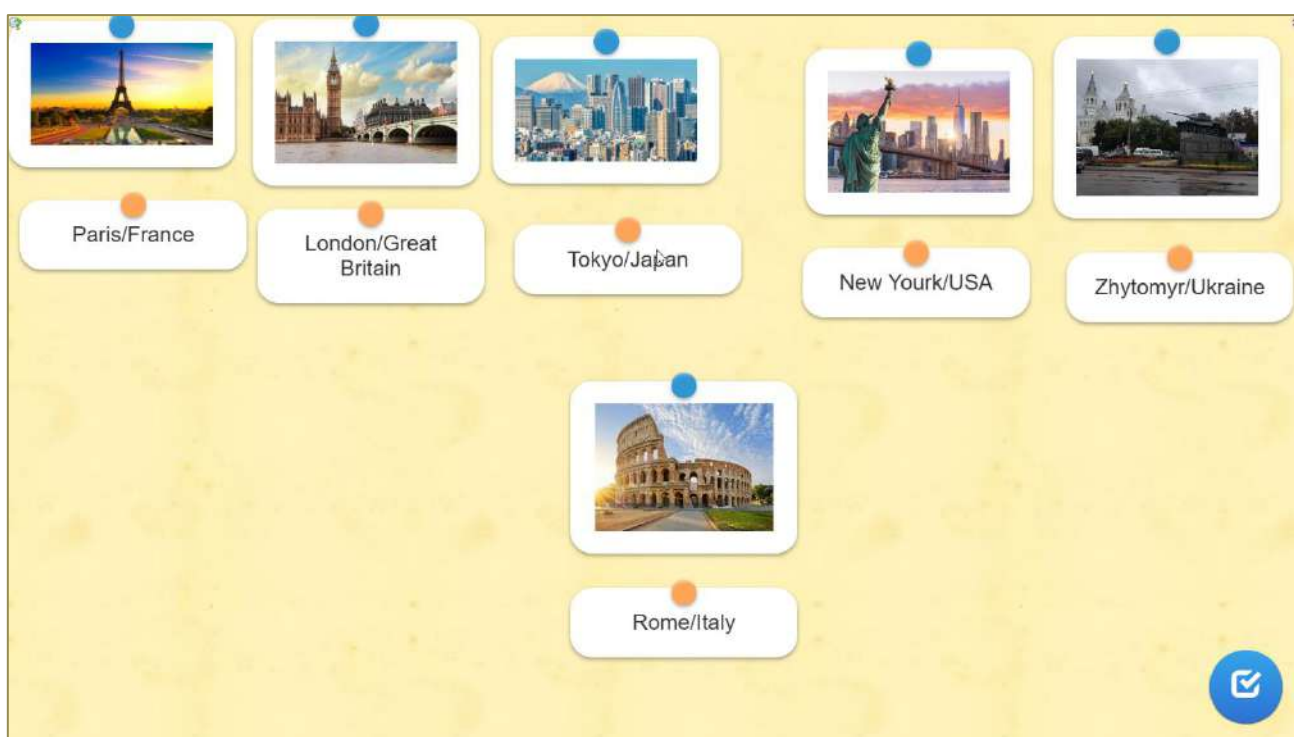 Paris/France
London/Great
Britain
Tokyo/Japan
New Yourk/USA
Zhytomyr/Ukraine
Rome/Italy